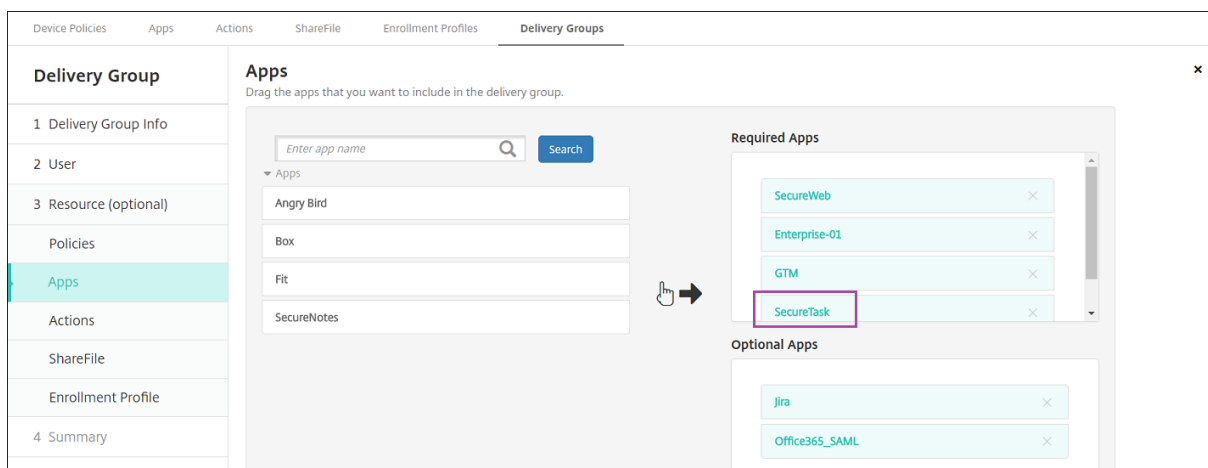 Device Policies Apps Actions ShareFile Enrollment Profiles Delivery Groups
Delivery Group
1 Delivery Group Info
2 User
3 Resource (optional)
Policies
Apps
Actions
ShareFile
Enrollment Profile
4 Summary
Apps
Drag the apps that you want to include in the delivery group.
Enter app name
Search
Apps
Angry Bird
Box
Fit
SecureNotes
Required Apps
SecureWeb
Enterprise-01
GTM
SecureTask
Optional Apps
Jira
Office365_SAML